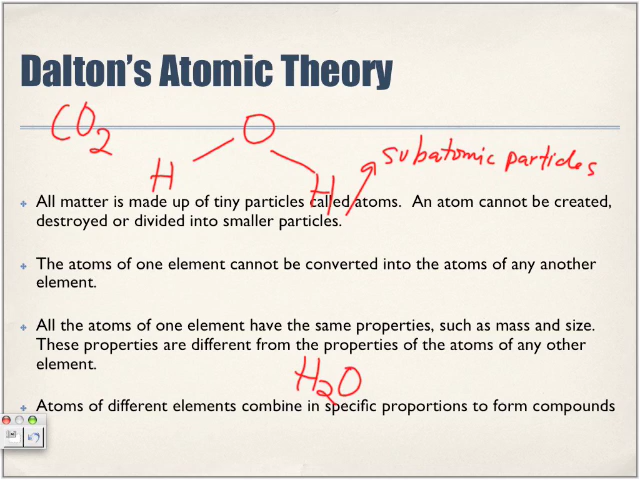 Dalton's Atomic Theory
CO2
O
H
H
subatomic particles
All matter is made up of tiny particles called atoms. An atom cannot be created,
destroyed or divided into smaller particles.
The atoms of one element cannot be converted into the atoms of any another
element.
All the atoms of one element have the same properties, such as mass and size.
These properties are different from the properties of the atoms of any other
element.
H2O
Atoms of different elements combine in specific proportions to form compounds